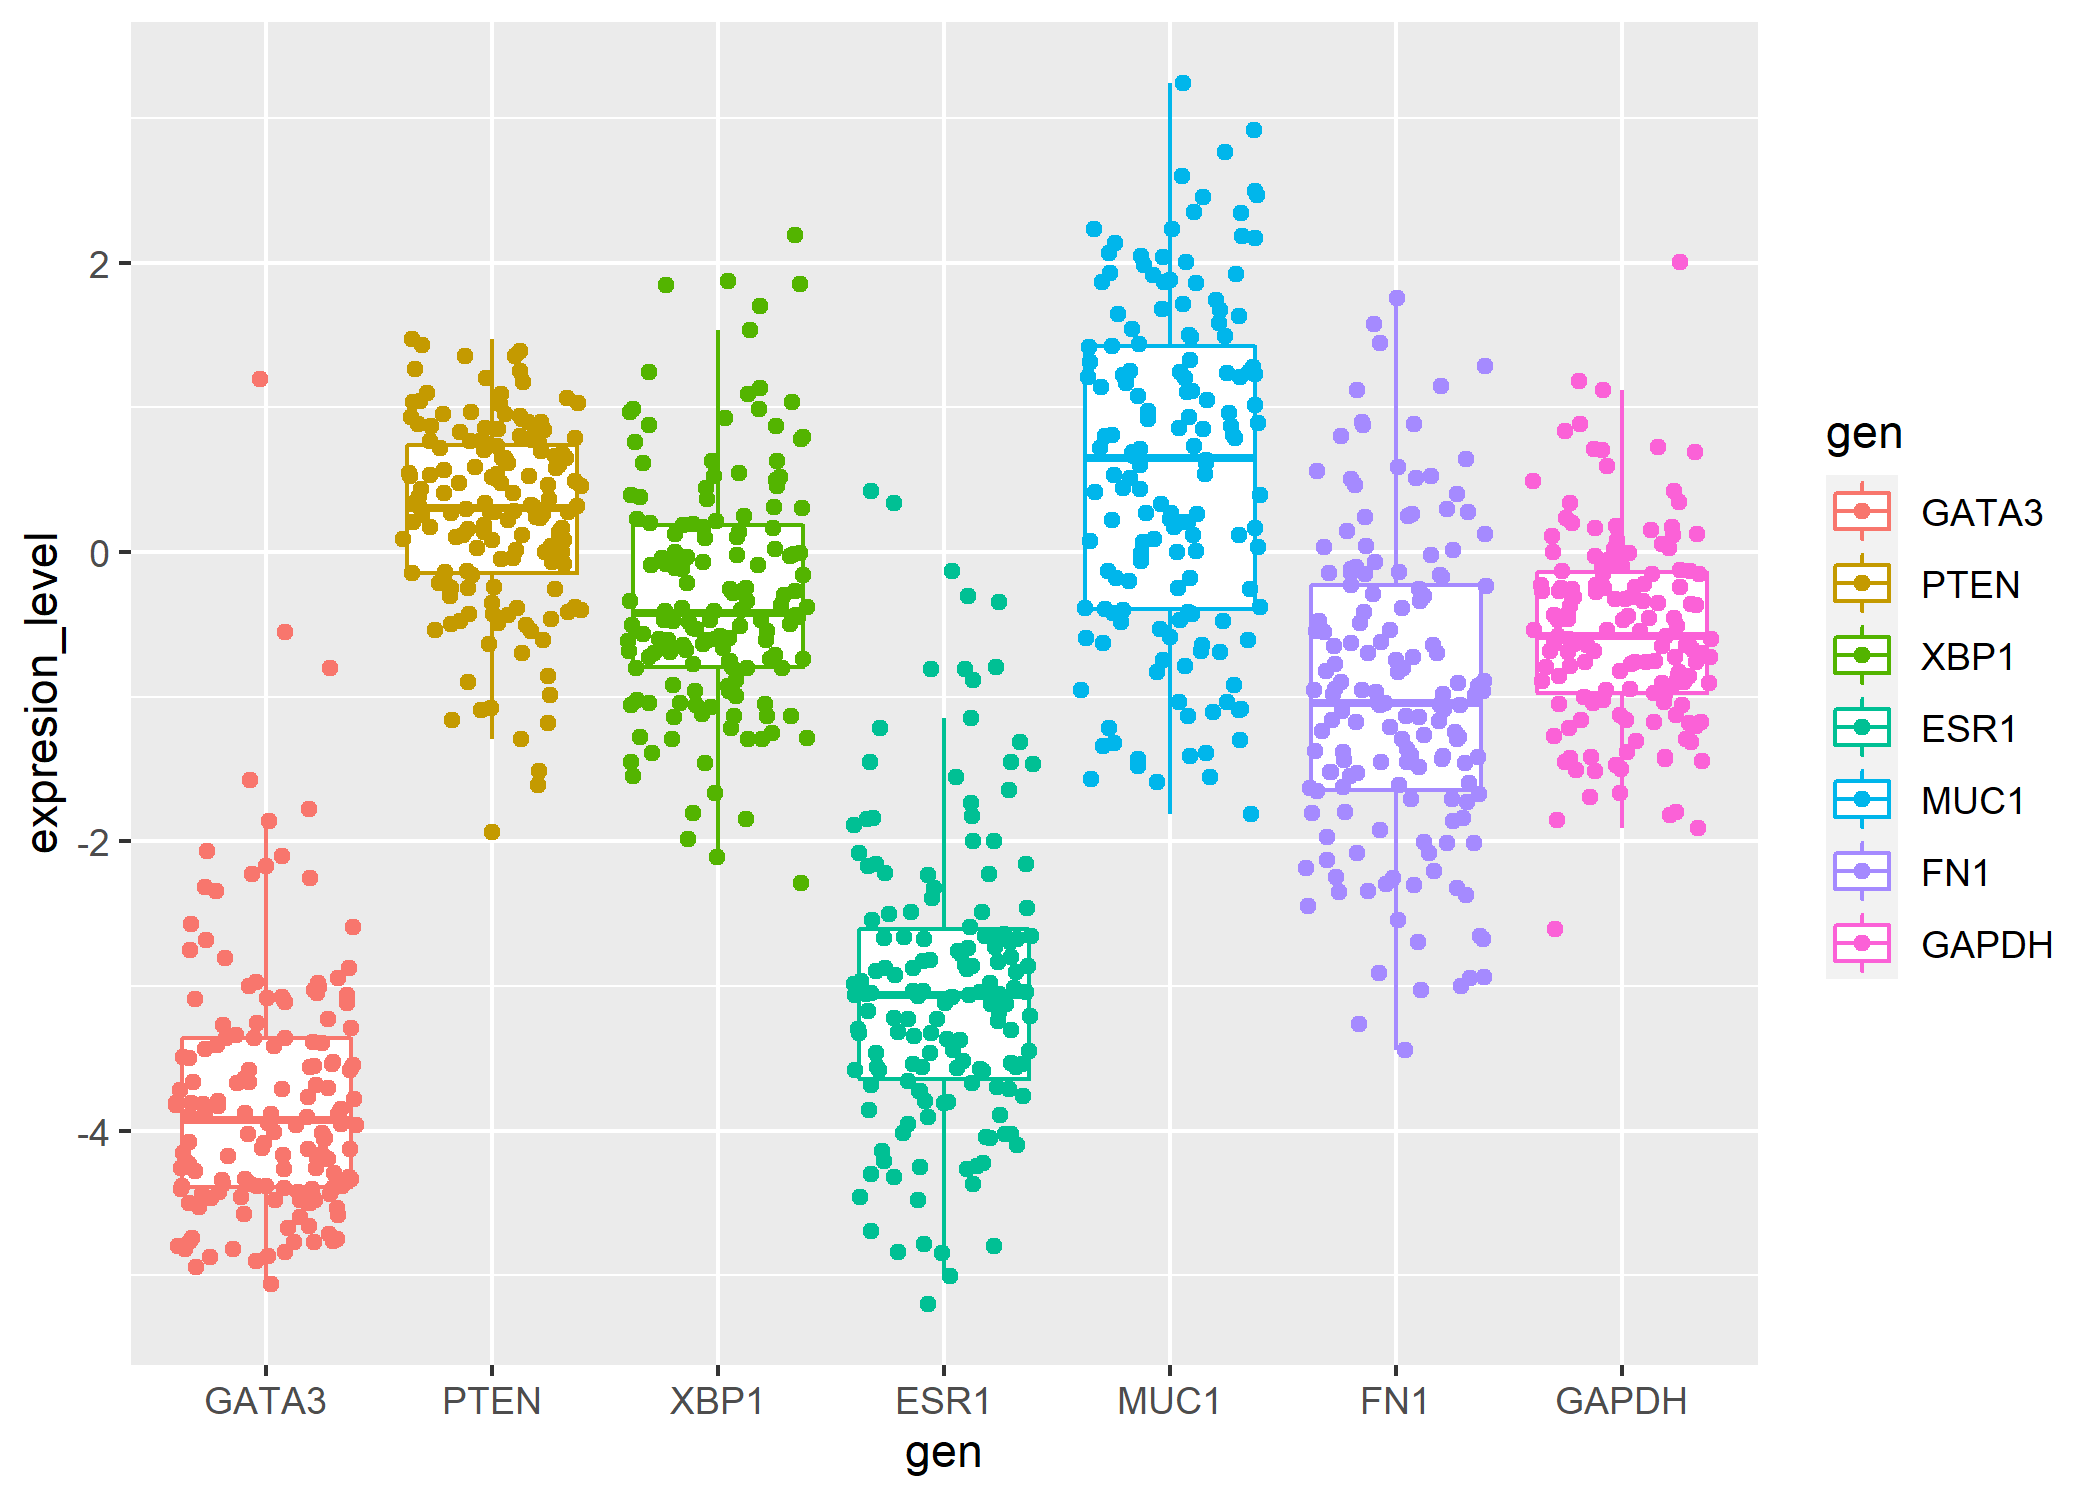 expression_level
2
0
-2
-4
GATA3 PTEN XBP1 ESR1 MUC1 FN1 GAPDH
gen
gen
GATA3
PTEN
XBP1
ESR1
MUC1
FN1
GAPDH